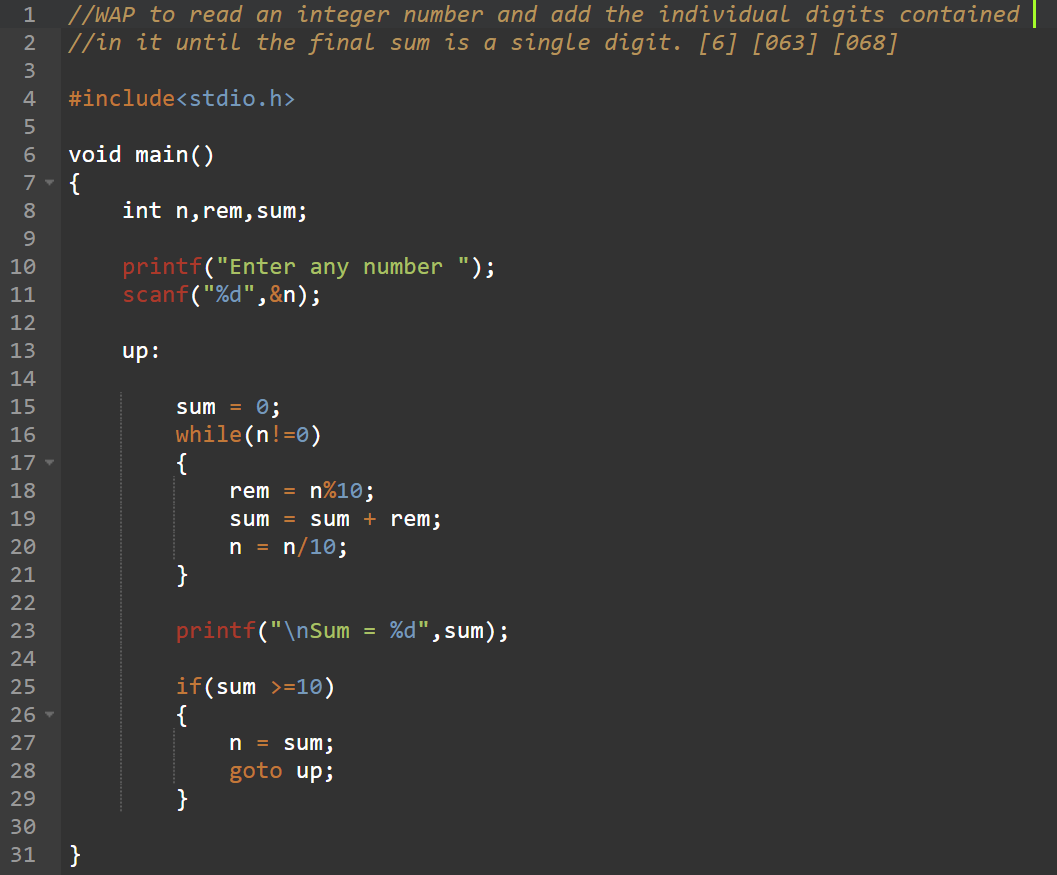 1 //WAP to read an integer number and add the individual digits contained
2 //in it until the final sum is a single digit. [6] [063] [068]
3
4 #include<stdio.h>
5
6 void main()
7 {
8     int n,rem,sum;
9
10     printf("Enter any number ");
11     scanf("%d",&n);
12
13     up:
14
15         sum = 0;
16         while(n!=0)
17         {
18             rem = n%10;
19             sum = sum + rem;
20             n = n/10;
21         }
22
23         printf("\nSum = %d",sum);
24
25         if(sum >=10)
26         {
27             n = sum;
28             goto up;
29         }
30
31 }